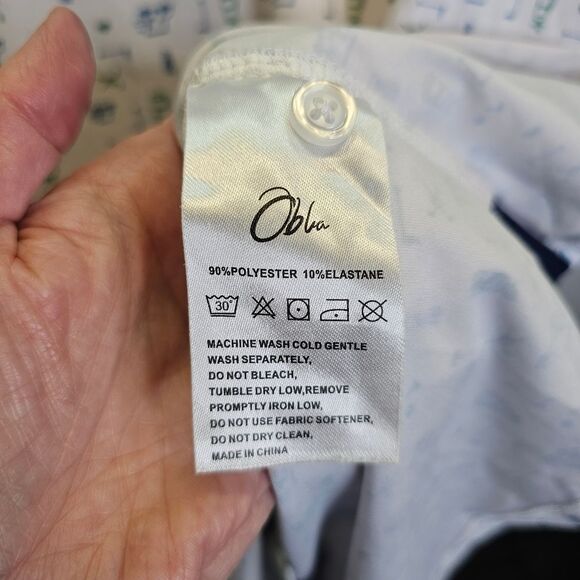 Obba
90%POLYESTER 10%ELASTANE
30°
MACHINE WASH COLD GENTLE
WASH SEPARATELY,
DO NOT BLEACH,
TUMBLE DRY LOW,REMOVE
PROMPTLY IRON LOW,
DO NOT USE FABRIC SOFTENER,
DO NOT DRY CLEAN,
MADE IN CHINA